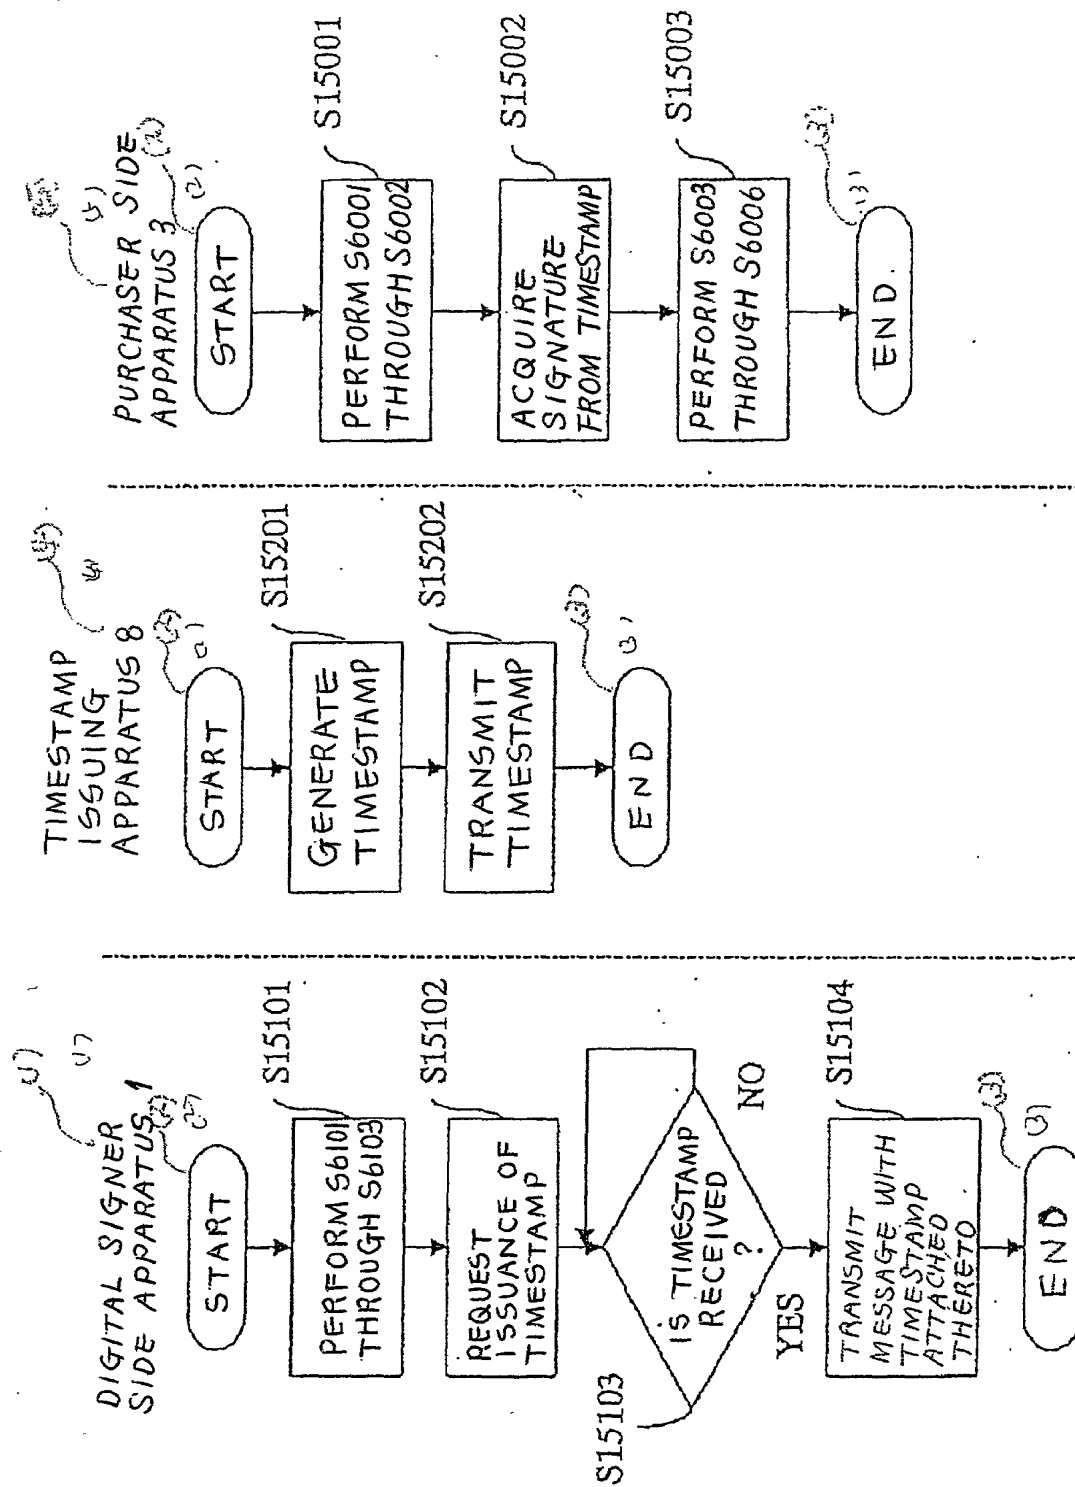 DIGITAL SIGNER
SIDE APPARATUS 1
START
PERFORM S6101
THROUGH S6103
S15101
REQUEST
ISSUANCE OF
TIMESTAMP
S15102
IS TIMESTAMP
RECEIVED
?
S15103
NO
YES
TRANSMIT
MESSAGE WITH
TIMESTAMP
ATTACHED
THERETO
S15104
END
TIMESTAMP
ISSUING
APPARATUS 8
START
GENERATE
TIMESTAMP
S15201
TRANSMIT
TIMESTAMP
S15202
END
PURCHASER SIDE
APPARATUS 3
START
PERFORM S6001
THROUGH S6002
S15001
ACQUIRE
SIGNATURE
FROM TIMESTAMP
S15002
PERFORM S6003
THROUGH S6006
S15003
END.